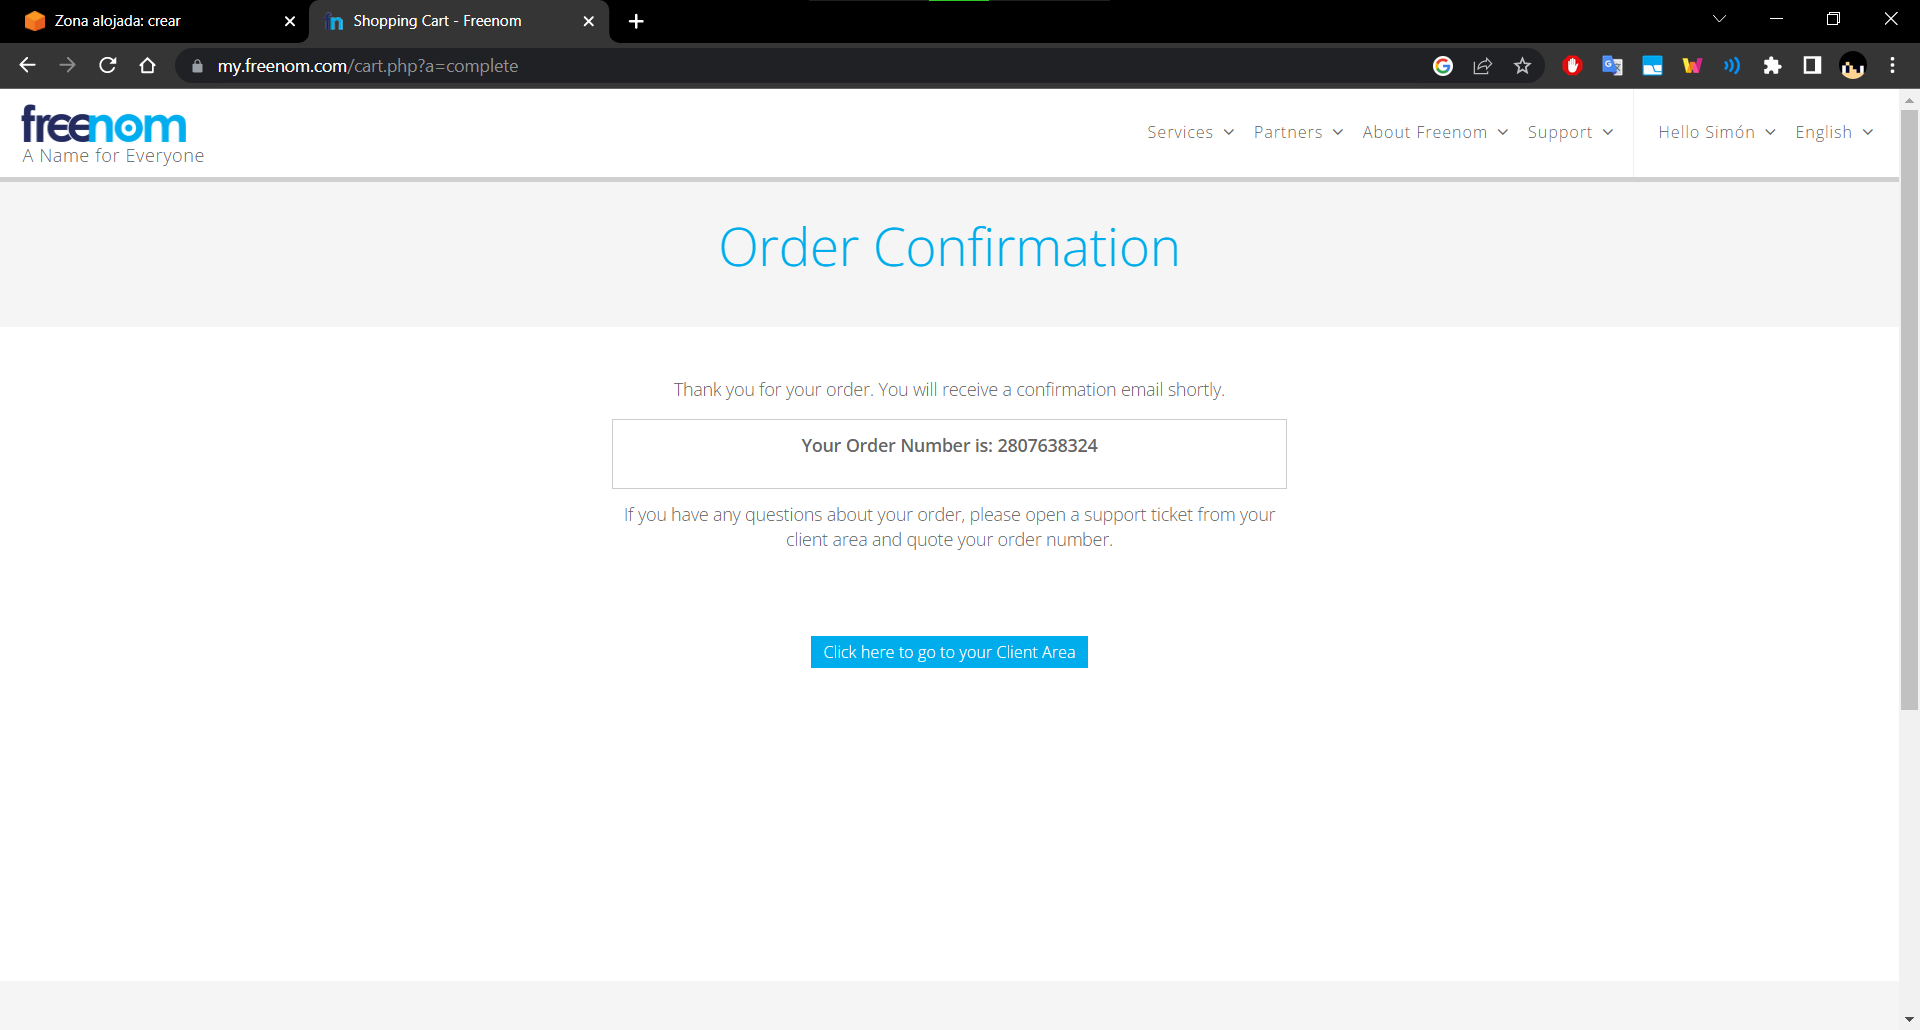 Zona alojada: crear
Shopping Cart - Freenom
my.freenom.com/cart.php?a=complete
freenom
A Name for Everyone
Services Partners About Freenom Support Hello Simón English
Order Confirmation
Thank you for your order. You will receive a confirmation email shortly.
Your Order Number is: 2807638324
If you have any questions about your order, please open a support ticket from your
client area and quote your order number.
Click here to go to your Client Area